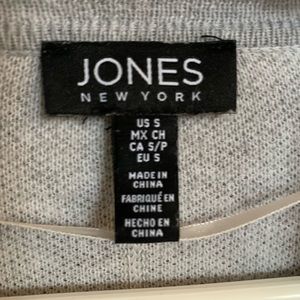 JONES
NEW YORK
US S
MX CH
CA S/P
EU S
MADE IN
CHINA
FABRIQUÉ EN
CHINE
HECHO EN
CHINA